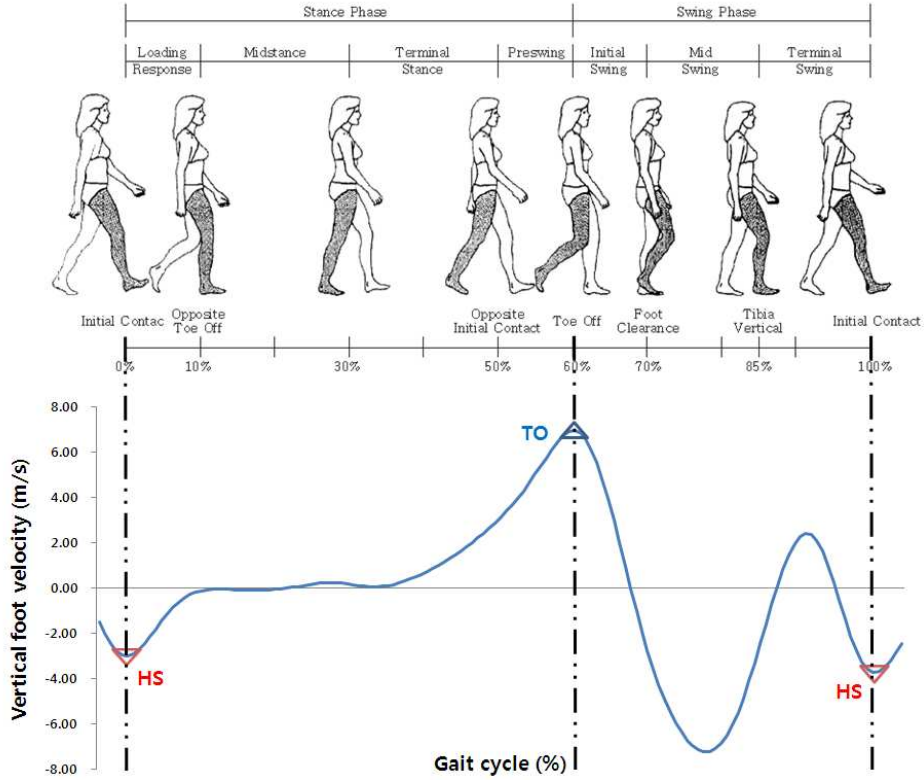 Stance Phase Swing Phase
Loading Midstance Terminal Preswing Initial Mid Terminal
Response Stance Swing Swing Swing
Initial Contac Opposite Toe Off Opposite Initial Contact Toe Off Foot Clearance Tibia Vertical Initial Contact
0% 10% 30% 50% 60% 70% 85% 100%
8.00
TO
6.00
4.00
2.00
0.00
-2.00
HS
-4.00
HS
-6.00
-8.00
Vertical foot velocity (m/s)
Gait cycle (%)